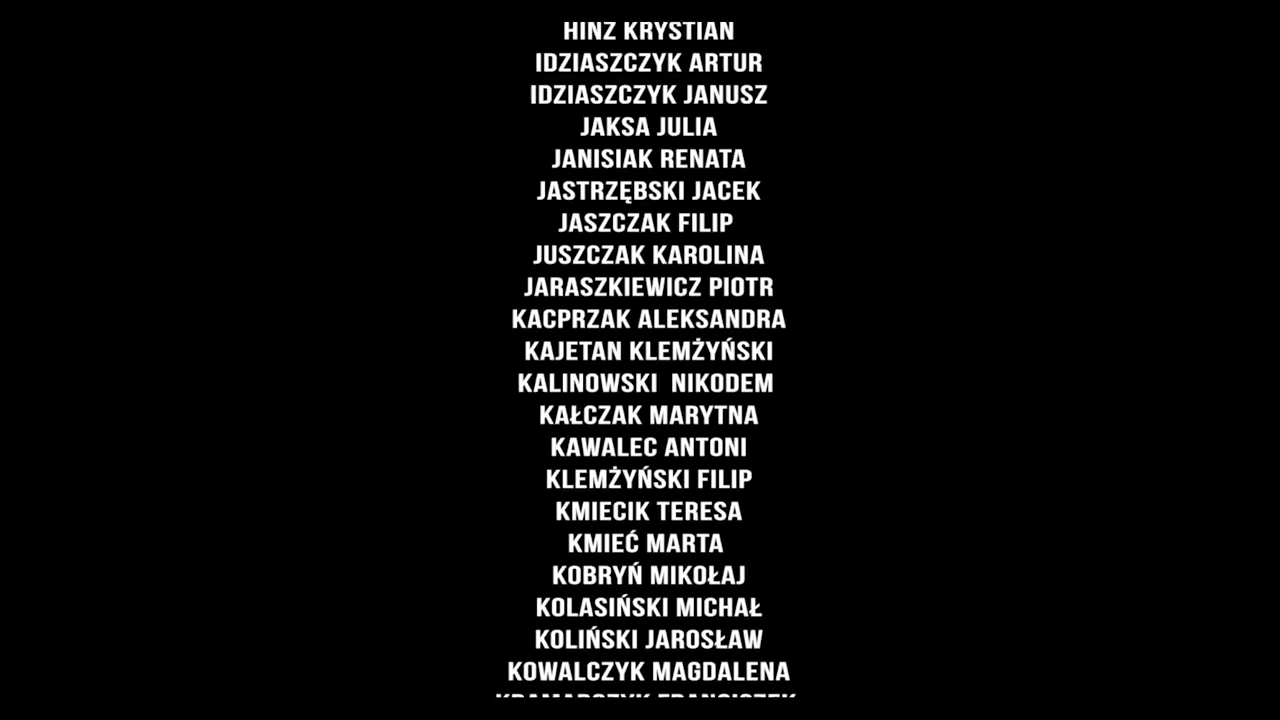 HINZ KRYSTIAN
IDZIASZCZYK ARTUR
IDZIASZCZYK JANUSZ
JAKSA JULIA
JANISIAK RENATA
JASTRZĘBSKI JACEK
JASZCZAK FILIP
JUSZCZAK KAROLINA
JARASZKIEWICZ PIOTR
KACPRZAK ALEKSANDRA
KAJETAN KLEMŻYŃSKI
KALINOWSKI  NIKODEM
KAŁCZAK MARYTNA
KAWALEC ANTONI
KLEMŻYŃSKI FILIP
KMIECIK TERESA
KMIEĆ MARTA
KOBRYŃ MIKOŁAJ
KOLASIŃSKI MICHAŁ
KOLIŃSKI JAROSŁAW
KOWALCZYK MAGDALENA